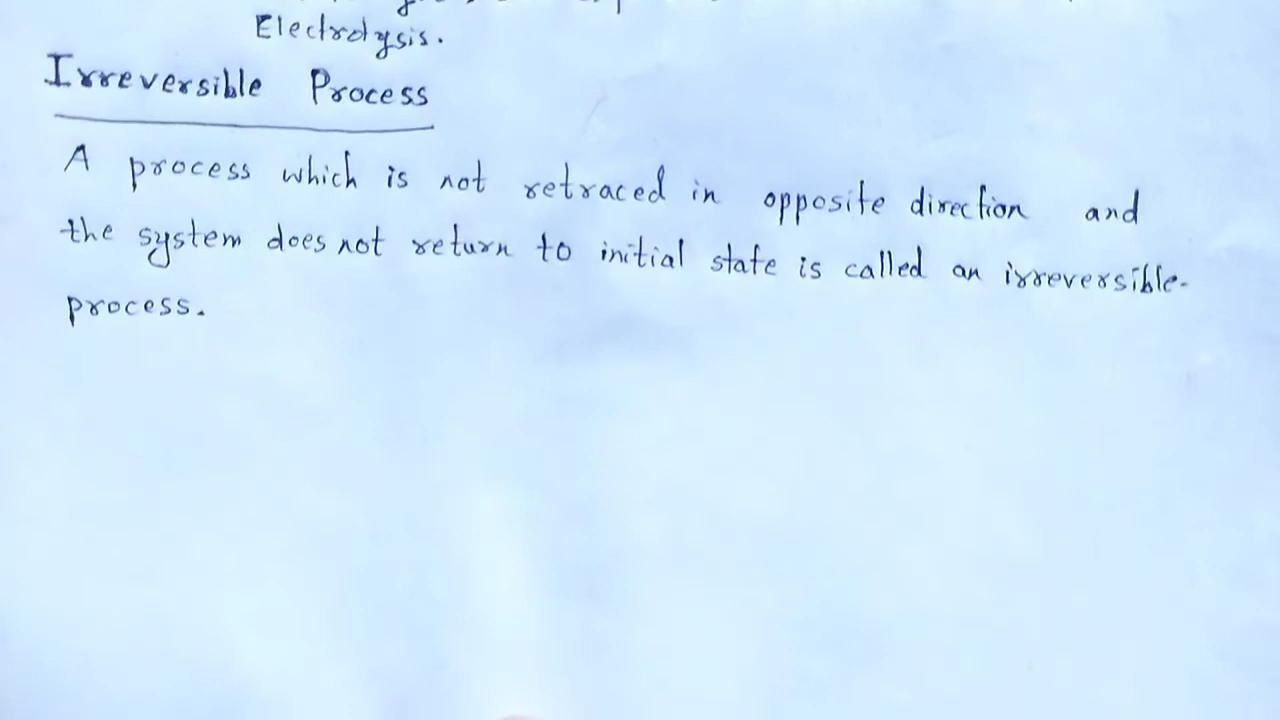 Electrolysis.
Irreversible Process
A process which is not retraced in opposite direction and
the system does not return to initial state is called an irreversible-
process.